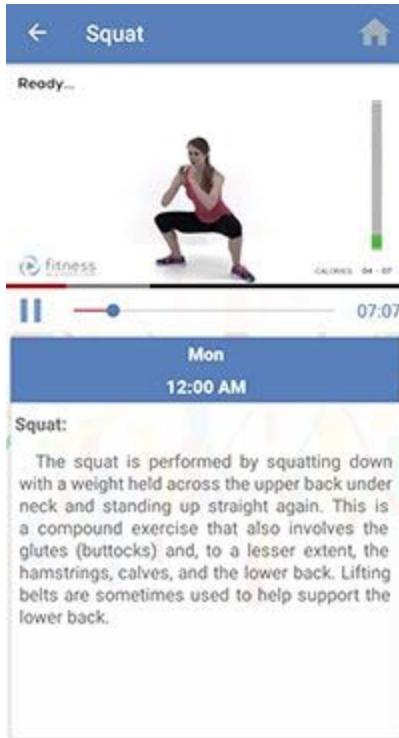 Squat
Ready...
fitness
CALORIES 04 - 07
07:07
Mon
12:00 AM
Squat:
The squat is performed by squatting down
with a weight held across the upper back under
neck and standing up straight again. This is
a compound exercise that also involves the
glutes (buttocks) and, to a lesser extent, the
hamstrings, calves, and the lower back. Lifting
belts are sometimes used to help support the
lower back.